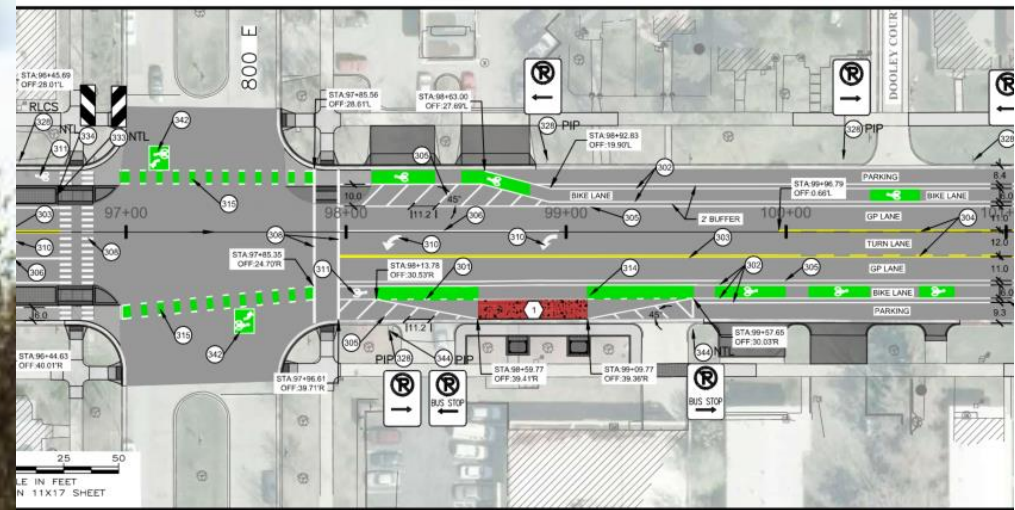 800 E
DOOLEY COURT
STA:96+45.69
OFF:28.01'L
RLCS
328
311
NTL
334
333
NTL
342
STA:97+85.56
OFF:28.61'L
STA:98+63.00
OFF:27.69'L
328 PIP
STA:98+92.83
OFF:19.90'L
302
328 PIP
328
305
PARKING
8.4
BIKE LANE
BIKE LANE
STA:99+96.79
OFF:0.66'L
315
10.0
45°
11.2
306
305
2' BUFFER
GP LANE
304
11.0
303
97+00
98+00
99+00
100+00
310
308
308
310
310
303
TURN LANE
12.0
306
STA:97+85.35
OFF:24.70'R
311
STA:98+13.78
OFF:30.53'R
301
314
302
305
GP LANE
11.0
BIKE LANE
1
PARKING
9.3
6.0
315
342
305
11.2
45°
STA:99+57.65
OFF:30.03'R
STA:96+44.63
OFF:40.01'R
STA:97+96.61
OFF:39.71'R
PIP 328
344 PIP
STA:98+59.77
OFF:39.41'R
STA:99+09.77
OFF:39.36'R
344 NTL
BUS STOP
BUS STOP
25
50
LE IN FEET
N 11X17 SHEET